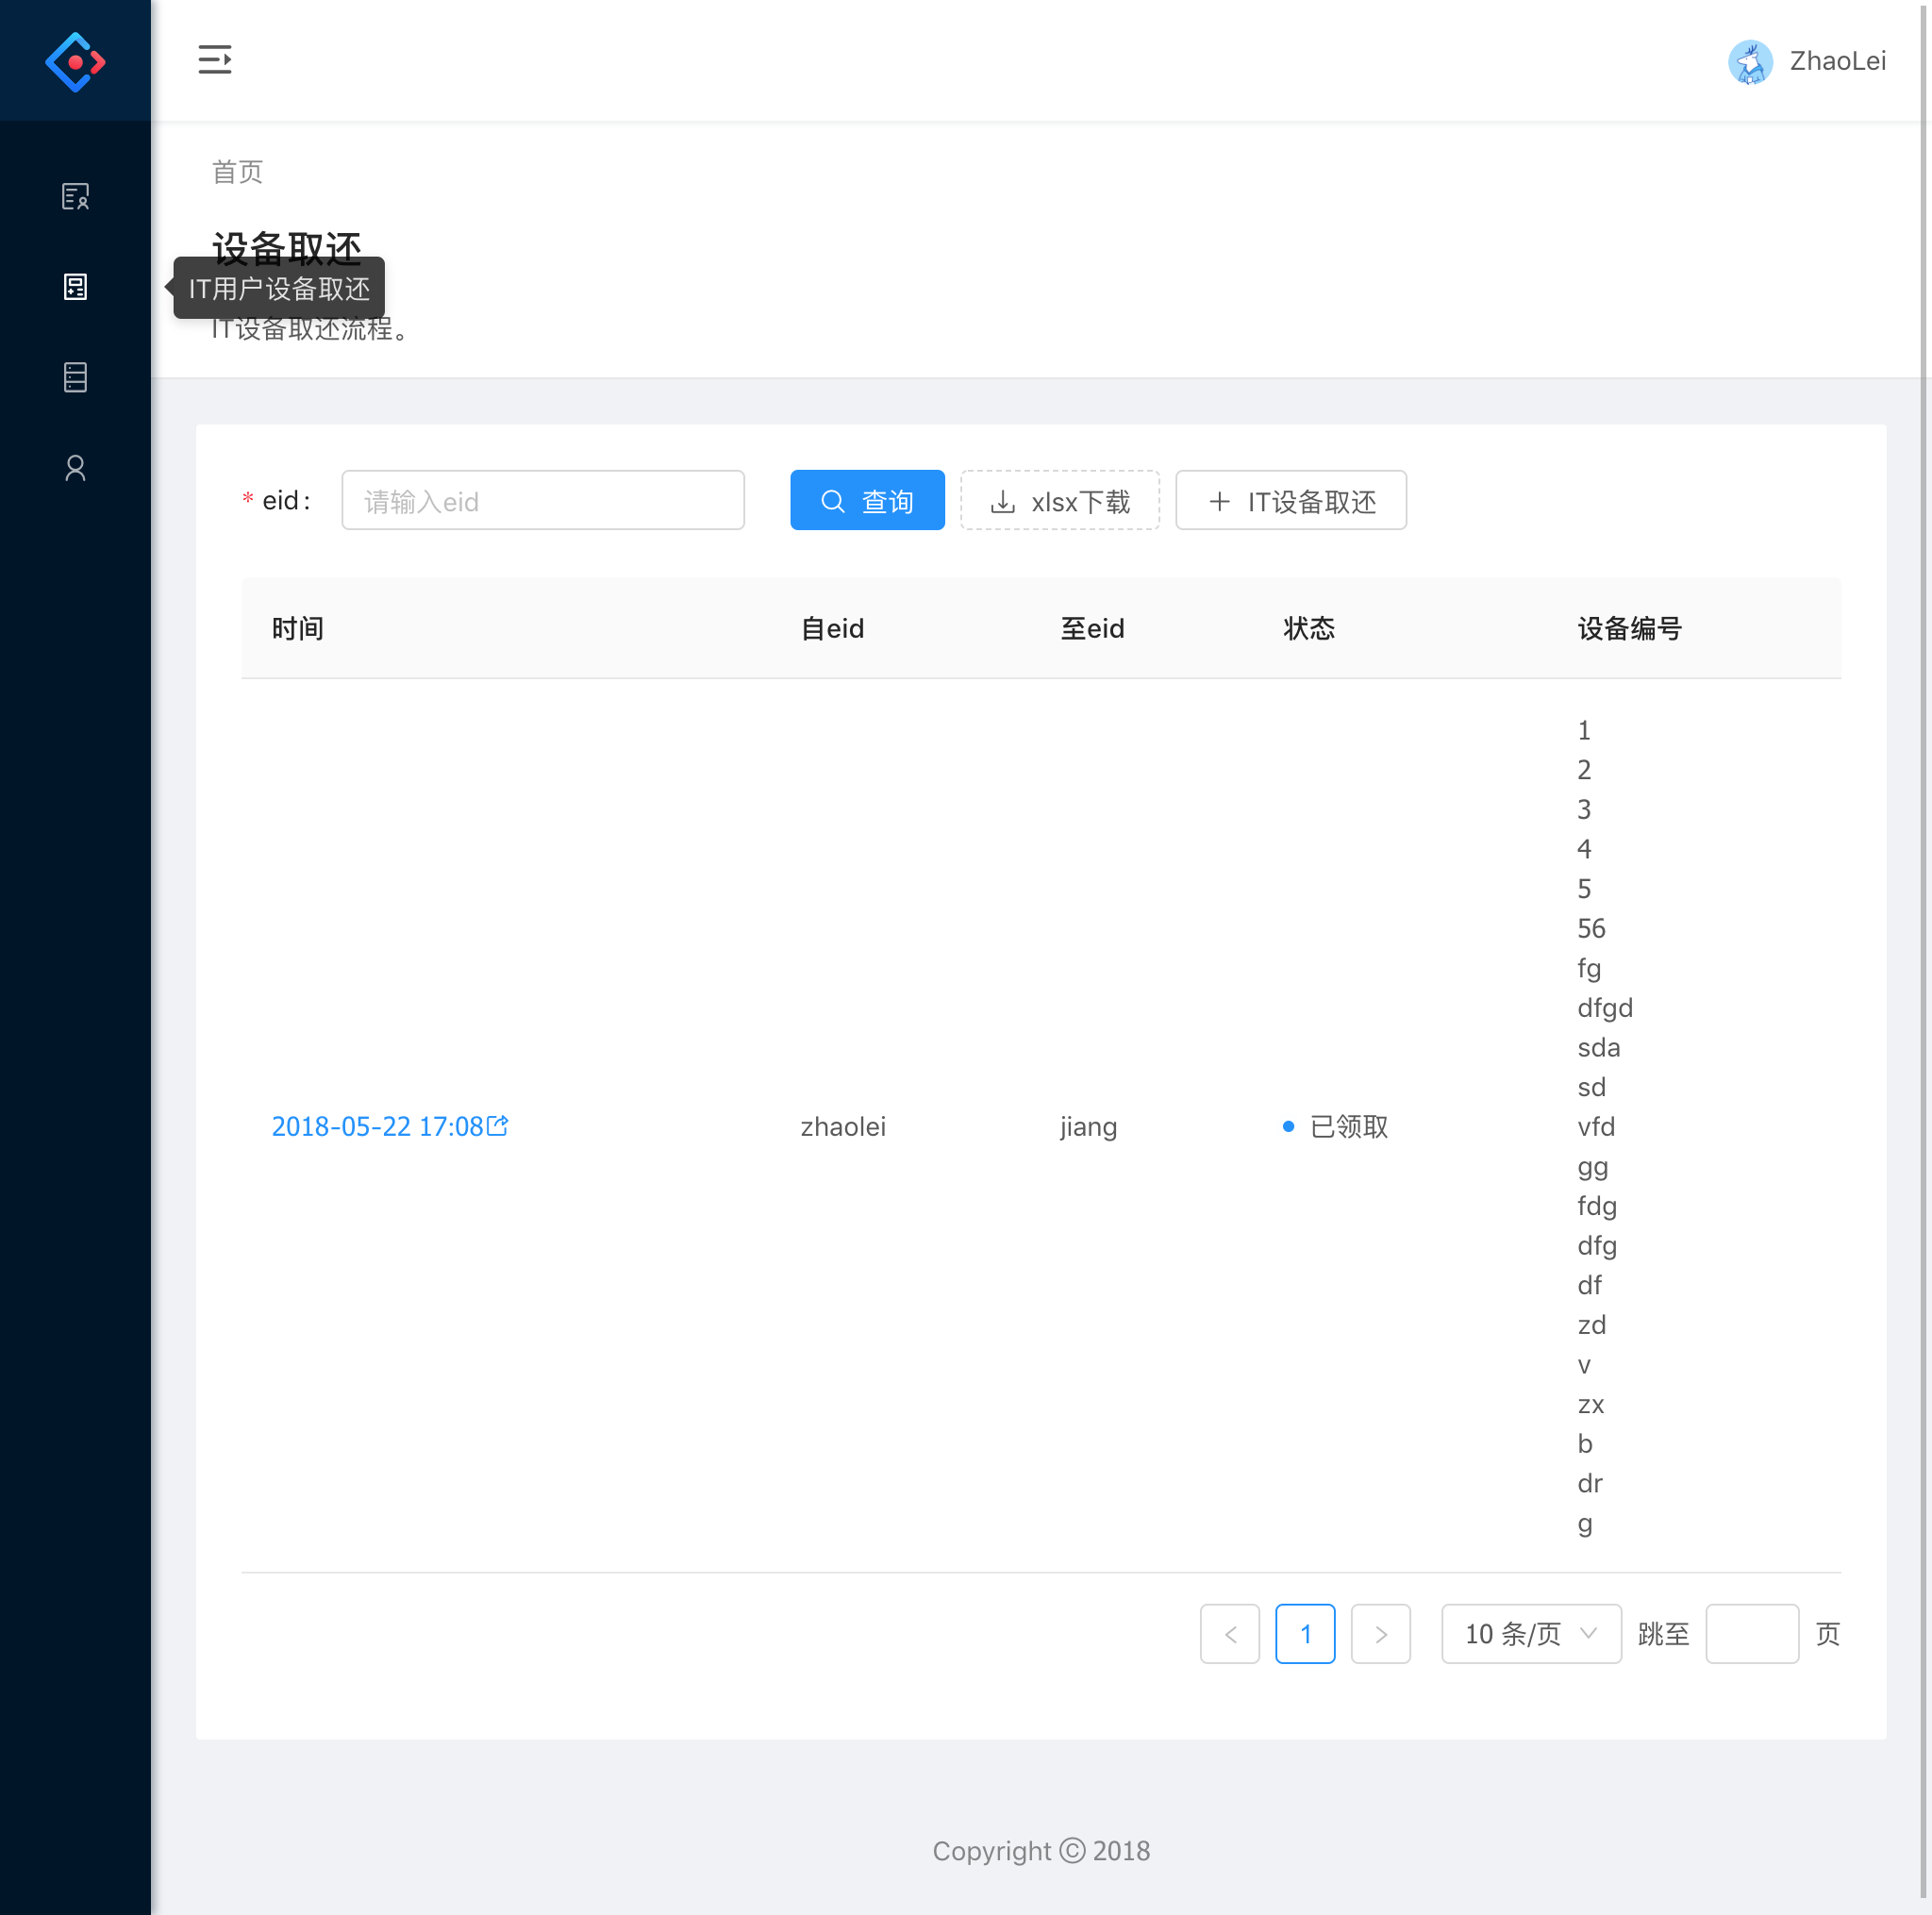 ZhaoLei
首页
设备取还
IT用户设备取还
IT设备取还流程。
* eid: 请输入eid 查询 xlsx下载 IT设备取还
时间 自eid 至eid 状态 设备编号
1
2
3
4
5
56
fg
dfgd
sda
sd
2018-05-22 17:08 zhaolei jiang 已领取 vfd
gg
fdg
dfg
df
zd
v
zx
b
dr
g
1 10 条/页 跳至 页
Copyright © 2018